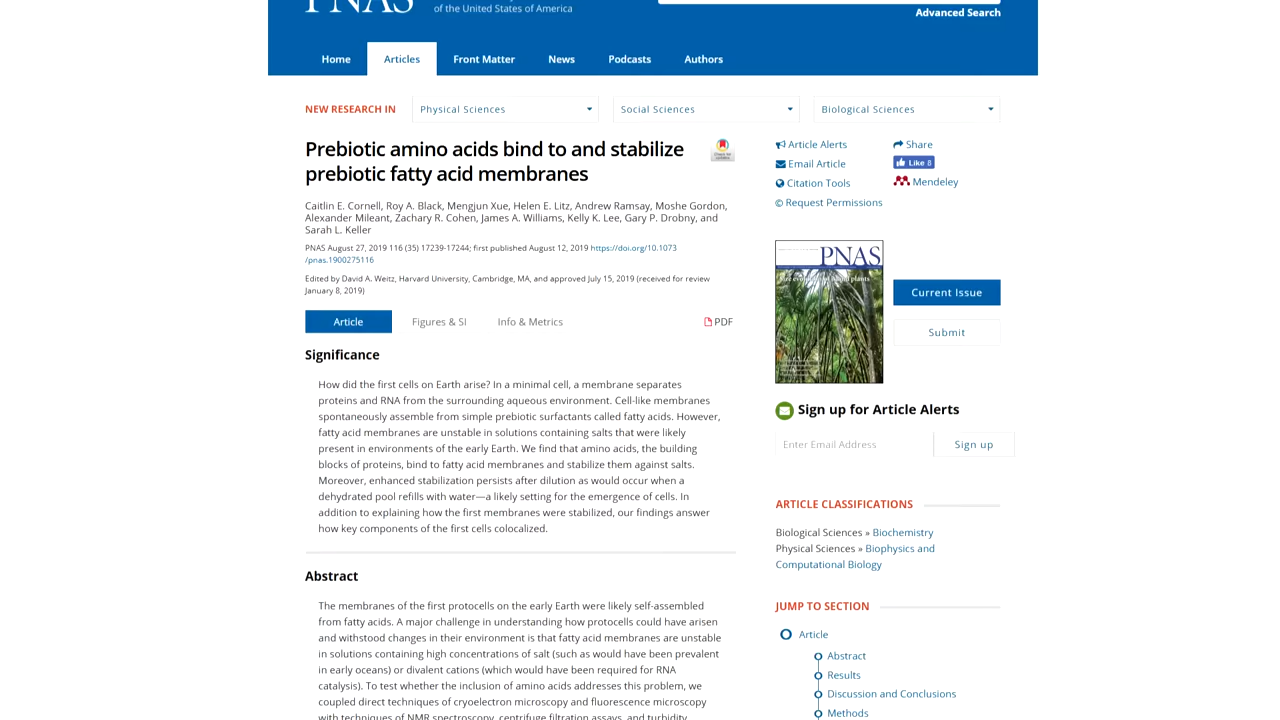 PNAS
of the United States of America
Advanced Search
Home
Articles
Front Matter
News
Podcasts
Authors
NEW RESEARCH IN
Physical Sciences
Social Sciences
Biological Sciences
Prebiotic amino acids bind to and stabilize
prebiotic fatty acid membranes
Caitlin E. Cornell, Roy A. Black, Mengjun Xue, Helen E. Litz, Andrew Ramsay, Moshe Gordon,
Alexander Mileant, Zachary R. Cohen, James A. Williams, Kelly K. Lee, Gary P. Drobny, and
Sarah L. Keller
PNAS August 27, 2019 116 (35) 17239-17244; first published August 12, 2019 https://doi.org/10.1073
/pnas.1900275116
Edited by David A. Weitz, Harvard University, Cambridge, MA, and approved July 15, 2019 (received for review
January 8, 2019)
Article
Figures & SI
Info & Metrics
PDF
Significance
How did the first cells on Earth arise? In a minimal cell, a membrane separates
proteins and RNA from the surrounding aqueous environment. Cell-like membranes
spontaneously assemble from simple prebiotic surfactants called fatty acids. However,
fatty acid membranes are unstable in solutions containing salts that were likely
present in environments of the early Earth. We find that amino acids, the building
blocks of proteins, bind to fatty acid membranes and stabilize them against salts.
Moreover, enhanced stabilization persists after dilution as would occur when a
dehydrated pool refills with water—a likely setting for the emergence of cells. In
addition to explaining how the first membranes were stabilized, our findings answer
how key components of the first cells colocalized.
Abstract
The membranes of the first protocells on the early Earth were likely self-assembled
from fatty acids. A major challenge in understanding how protocells could have arisen
and withstood changes in their environment is that fatty acid membranes are unstable
in solutions containing high concentrations of salt (such as would have been prevalent
in early oceans) or divalent cations (which would have been required for RNA
catalysis). To test whether the inclusion of amino acids addresses this problem, we
coupled direct techniques of cryoelectron microscopy and fluorescence microscopy
with techniques of NMR spectroscopy, centrifuge filtration assays, and turbidity
Article Alerts
Email Article
Citation Tools
© Request Permissions
Share
Like 8
Mendeley
PNAS
Current Issue
Submit
Sign up for Article Alerts
Enter Email Address
Sign up
ARTICLE CLASSIFICATIONS
Biological Sciences » Biochemistry
Physical Sciences » Biophysics and
Computational Biology
JUMP TO SECTION
Article
Abstract
Results
Discussion and Conclusions
Methods